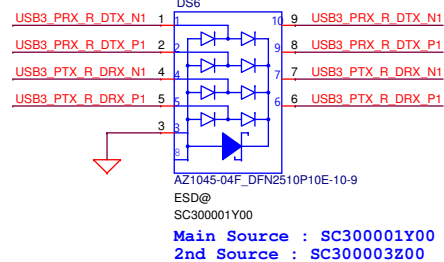 DS6
USB3_PRX_R_DTX_N1 1 1 10 9 USB3_PRX_R_DTX_N1
USB3_PRX_R_DTX_P1 2 2 9 8 USB3_PRX_R_DTX_P1
USB3_PTX_R_DRX_N1 4 4 7 7 USB3_PTX_R_DRX_N1
USB3_PTX_R_DRX_P1 5 5 6 6 USB3_PTX_R_DRX_P1
3 3
8
AZ1045-04F_DFN2510P10E-10-9
ESD@
SC300001Y00
Main Source : SC300001Y00
2nd Source : SC300003Z00